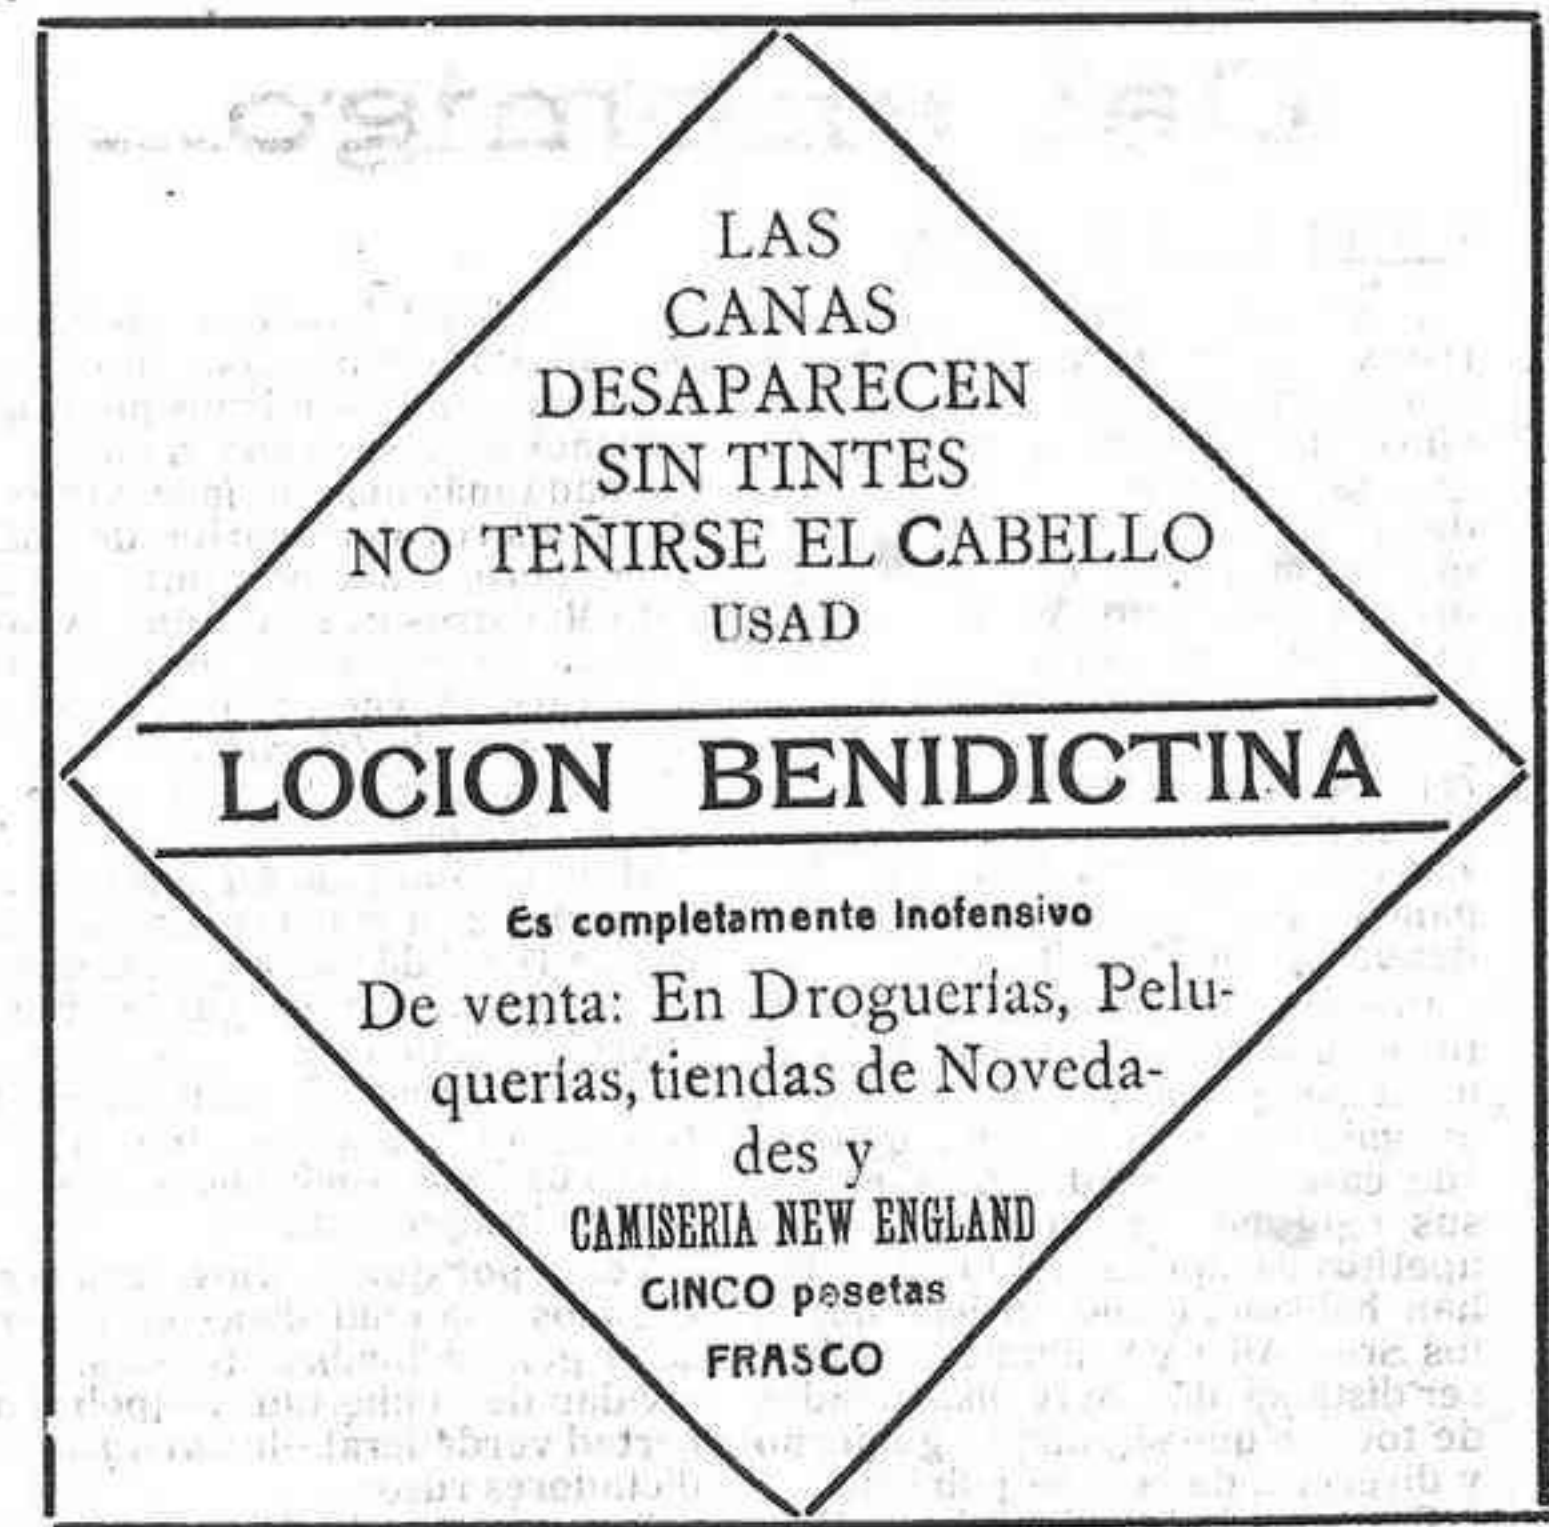 LAS
CANAS
DESAPARECEN
SIN TINTES
NO TEÑIRSE EL CABELLO
USAD
LOCION BENIDICTINA
Es completamente Inofensivo
De venta: En Droguerías, Pelu-
querías, tiendas de Noveda-
des y
CAMISERIA NEW ENGLAND
CINCO pesetas
FRASCO